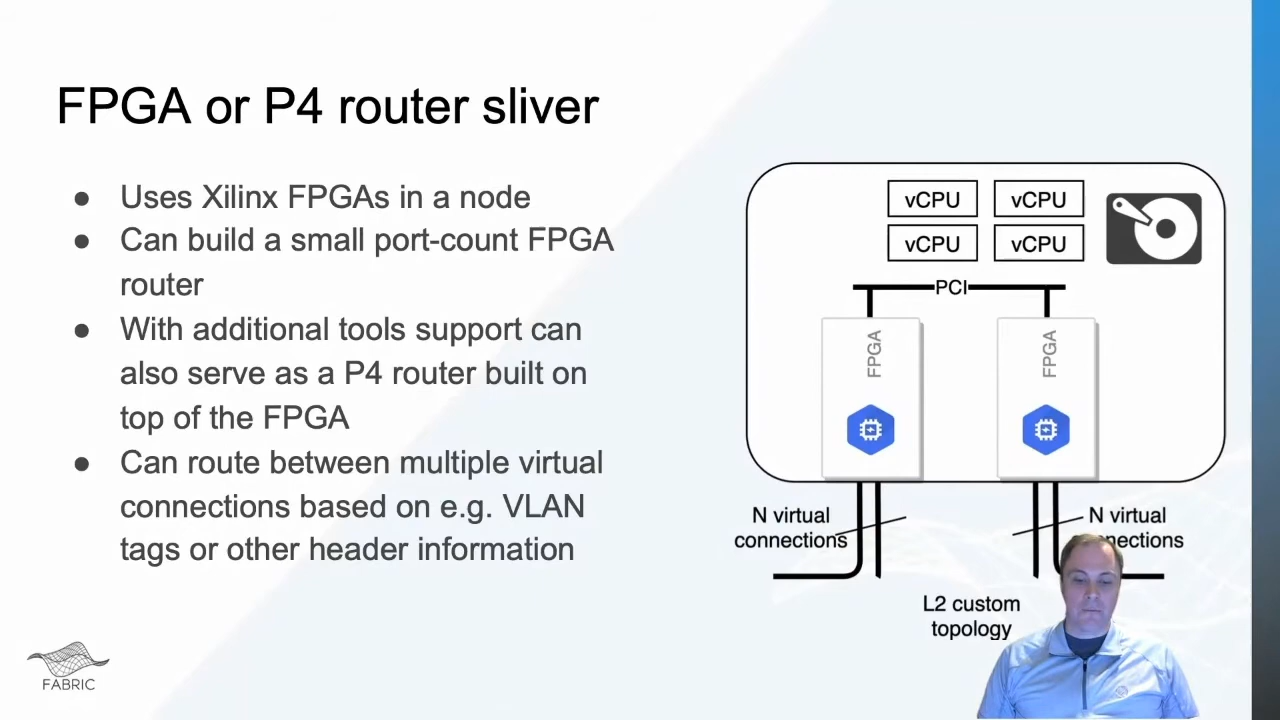 FPGA or P4 router sliver
● Uses Xilinx FPGAs in a node
● Can build a small port-count FPGA
router
● With additional tools support can
also serve as a P4 router built on
top of the FPGA
● Can route between multiple virtual
connections based on e.g. VLAN
tags or other header information
vCPU vCPU
vCPU vCPU
PCI
FPGA
FPGA
N virtual
connections
N virtual
L2 custom
topology
FABRIC